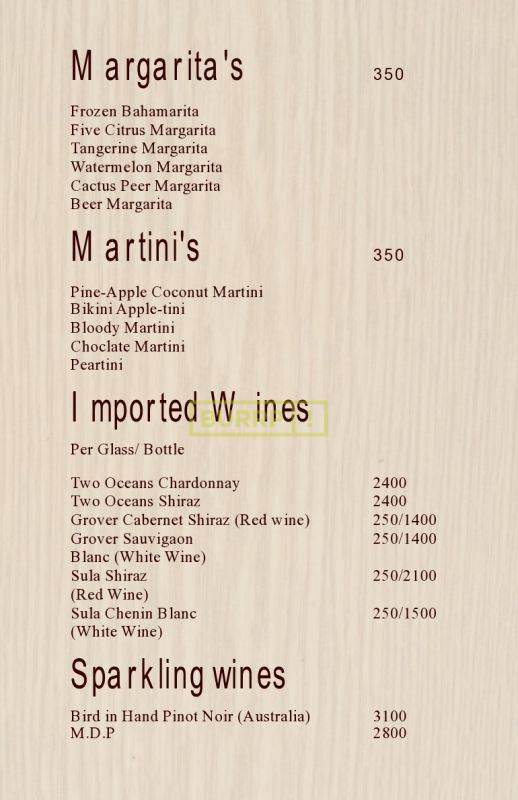 Margarita's 350
Frozen Bahamarita
Five Citrus Margarita
Tangerine Margarita
Watermelon Margarita
Cactus Peer Margarita
Beer Margarita
Martini's 350
Pine-Apple Coconut Martini
Bikini Apple-tini
Bloody Martini
Choclate Martini
Peartini
Imported Wines
BURRP!
Per Glass/ Bottle
Two Oceans Chardonnay 2400
Two Oceans Shiraz 2400
Grover Cabernet Shiraz (Red wine) 250/1400
Grover Sauvigaon 250/1400
Blanc (White Wine)
Sula Shiraz 250/2100
(Red Wine)
Sula Chenin Blanc 250/1500
(White Wine)
Sparkling wines
Bird in Hand Pinot Noir (Australia) 3100
M.D.P 2800